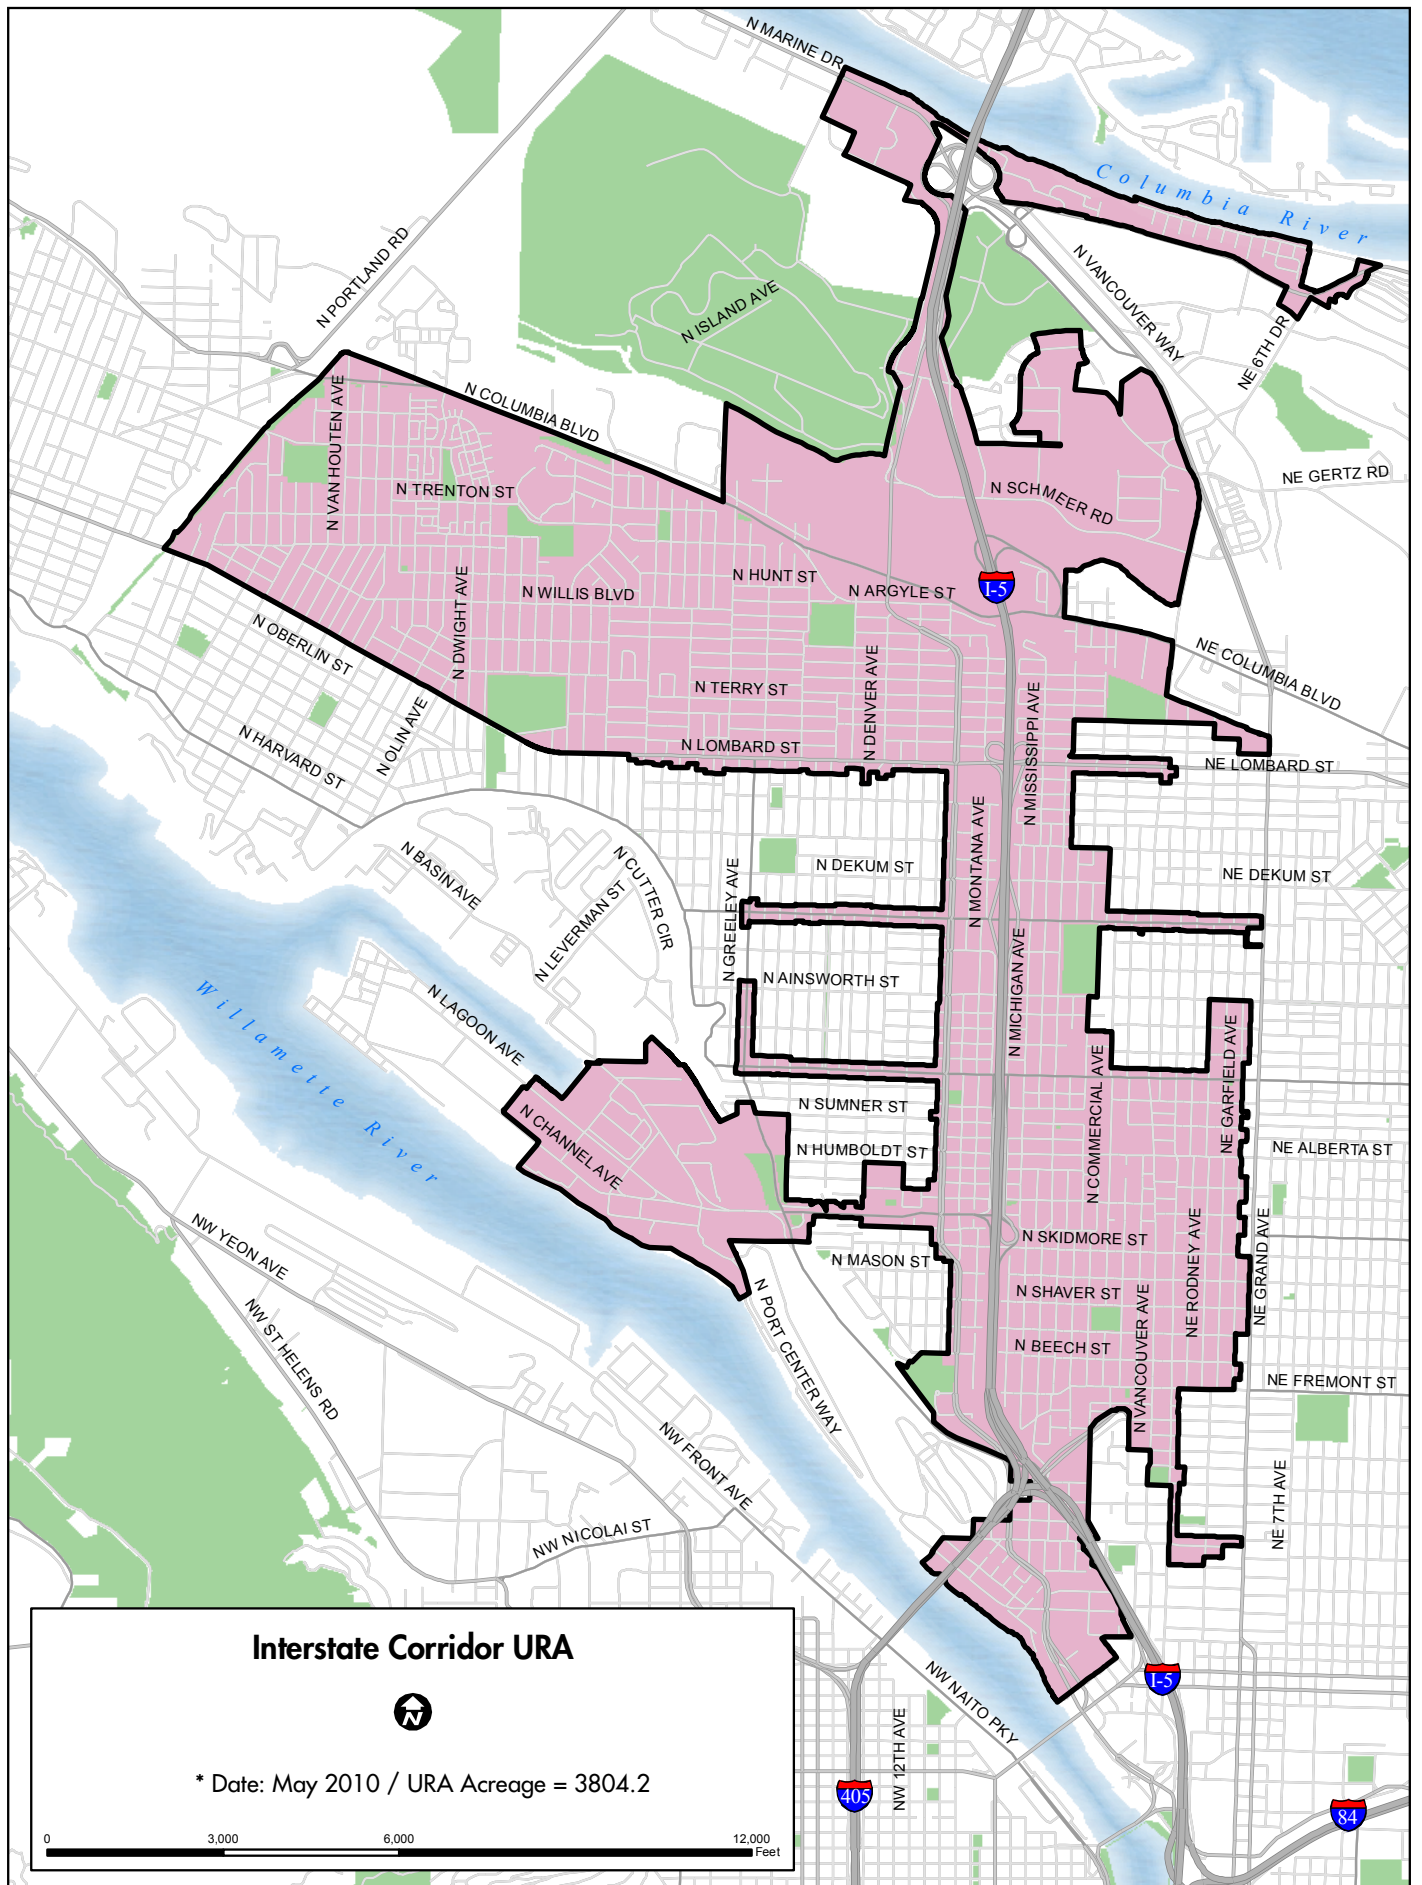 N MARINE DR
Columbia River
N PORTLAND RD
N VANCOUVER WAY
N ISLAND AVE
NE 6TH DR
N COLUMBIA BLVD
N VAN HOUTEN AVE
NE GERTZ RD
N TRENTON ST
N SCHMEER RD
N HUNT ST
I-5
N WILLIS BLVD
N ARGYLE ST
N DWIGHT AVE
N OBERLIN ST
NE COLUMBIA BLVD
N TERRY ST
N DENVER AVE
N MISSISSIPPI AVE
N OLIN AVE
N HARVARD ST
N LOMBARD ST
NE LOMBARD ST
N MONTANA AVE
N BASIN AVE
N CUTTER CIR
N DEKUM ST
NE DEKUM ST
N GREELEY AVE
N LEVERMAN ST
N AINSWORTH ST
N MICHIGAN AVE
Willamette River
N LAGOON AVE
NE GARFIELD AVE
N COMMERCIAL AVE
N SUMNER ST
N CHANNEL AVE
N HUMBOLDT ST
NE ALBERTA ST
NW YEON AVE
N SKIDMORE ST
NE RODNEY AVE
NE GRAND AVE
N MASON ST
N SHAVER ST
N PORT CENTER WAY
NW ST HELENS RD
N VANCOUVER AVE
N BEECH ST
NE FREMONT ST
NW FRONT AVE
NW NICOLAI ST
NE 7TH AVE
I-5
NW NAITO PKY
NW 12TH AVE
405
84
Interstate Corridor URA
N
* Date: May 2010 / URA Acreage = 3804.2
0 3,000 6,000 12,000
Feet